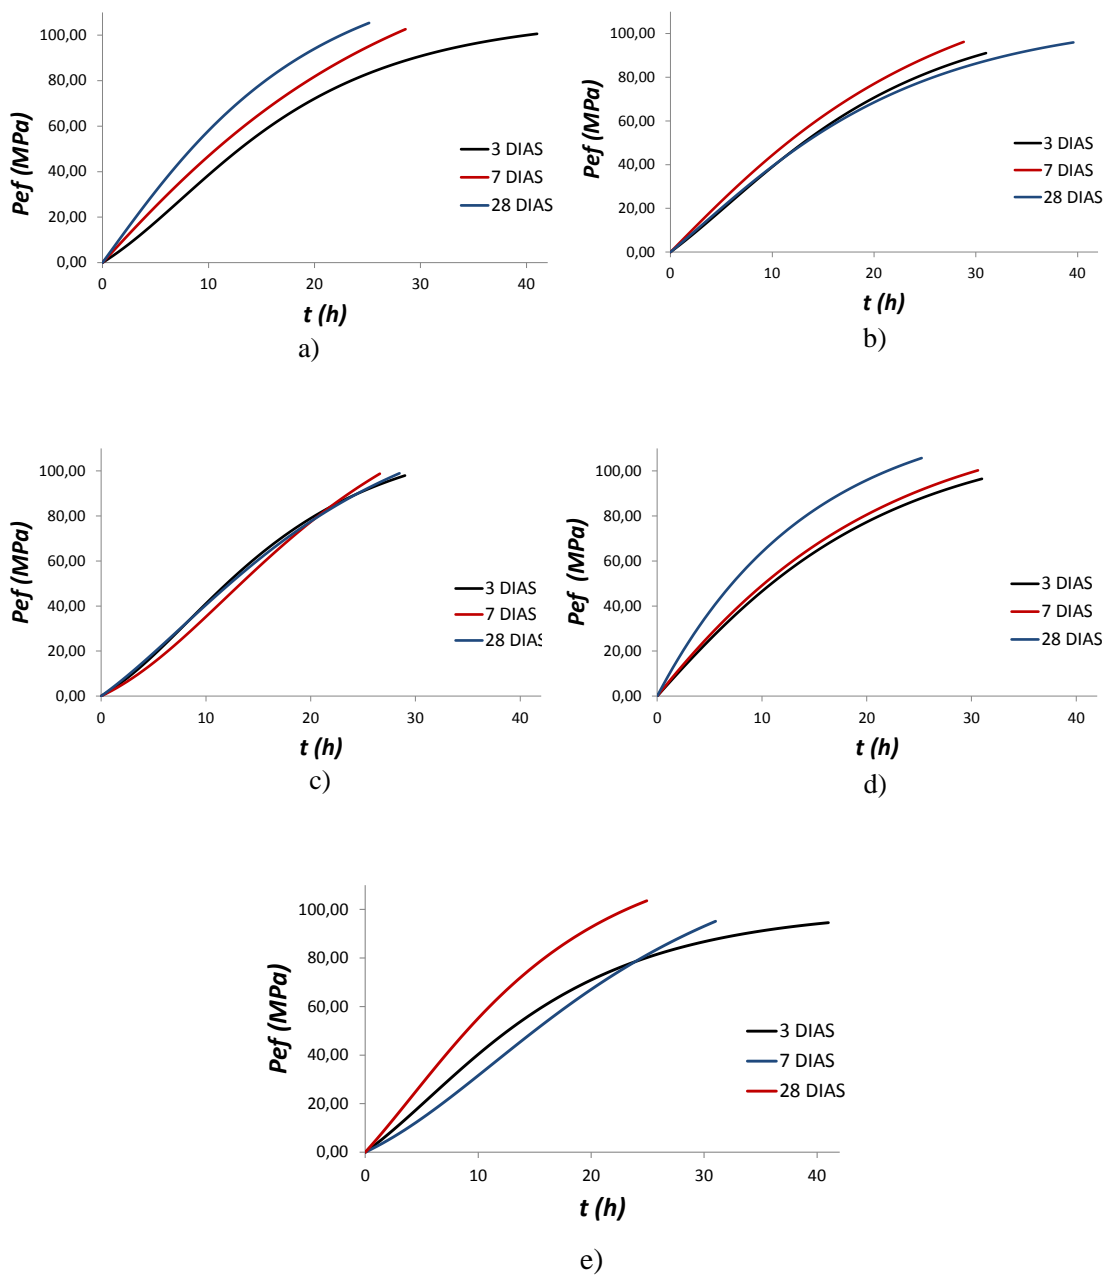 100,00
80,00
60,00
40,00
20,00
0,00
Pef (MPa)
0 10 20 30 40
t (h)
3 DIAS
7 DIAS
28 DIAS
a)
100,00
80,00
60,00
40,00
20,00
0,00
Pef (MPa)
0 10 20 30 40
t (h)
3 DIAS
7 DIAS
28 DIAS
b)
100,00
80,00
60,00
40,00
20,00
0,00
Pef (MPa)
0 10 20 30 40
t (h)
3 DIAS
7 DIAS
28 DIAS
c)
100,00
80,00
60,00
40,00
20,00
0,00
Pef (MPa)
0 10 20 30 40
t (h)
3 DIAS
7 DIAS
28 DIAS
d)
100,00
80,00
60,00
40,00
20,00
0,00
Pef (MPa)
0 10 20 30 40
t (h)
3 DIAS
7 DIAS
28 DIAS
e)